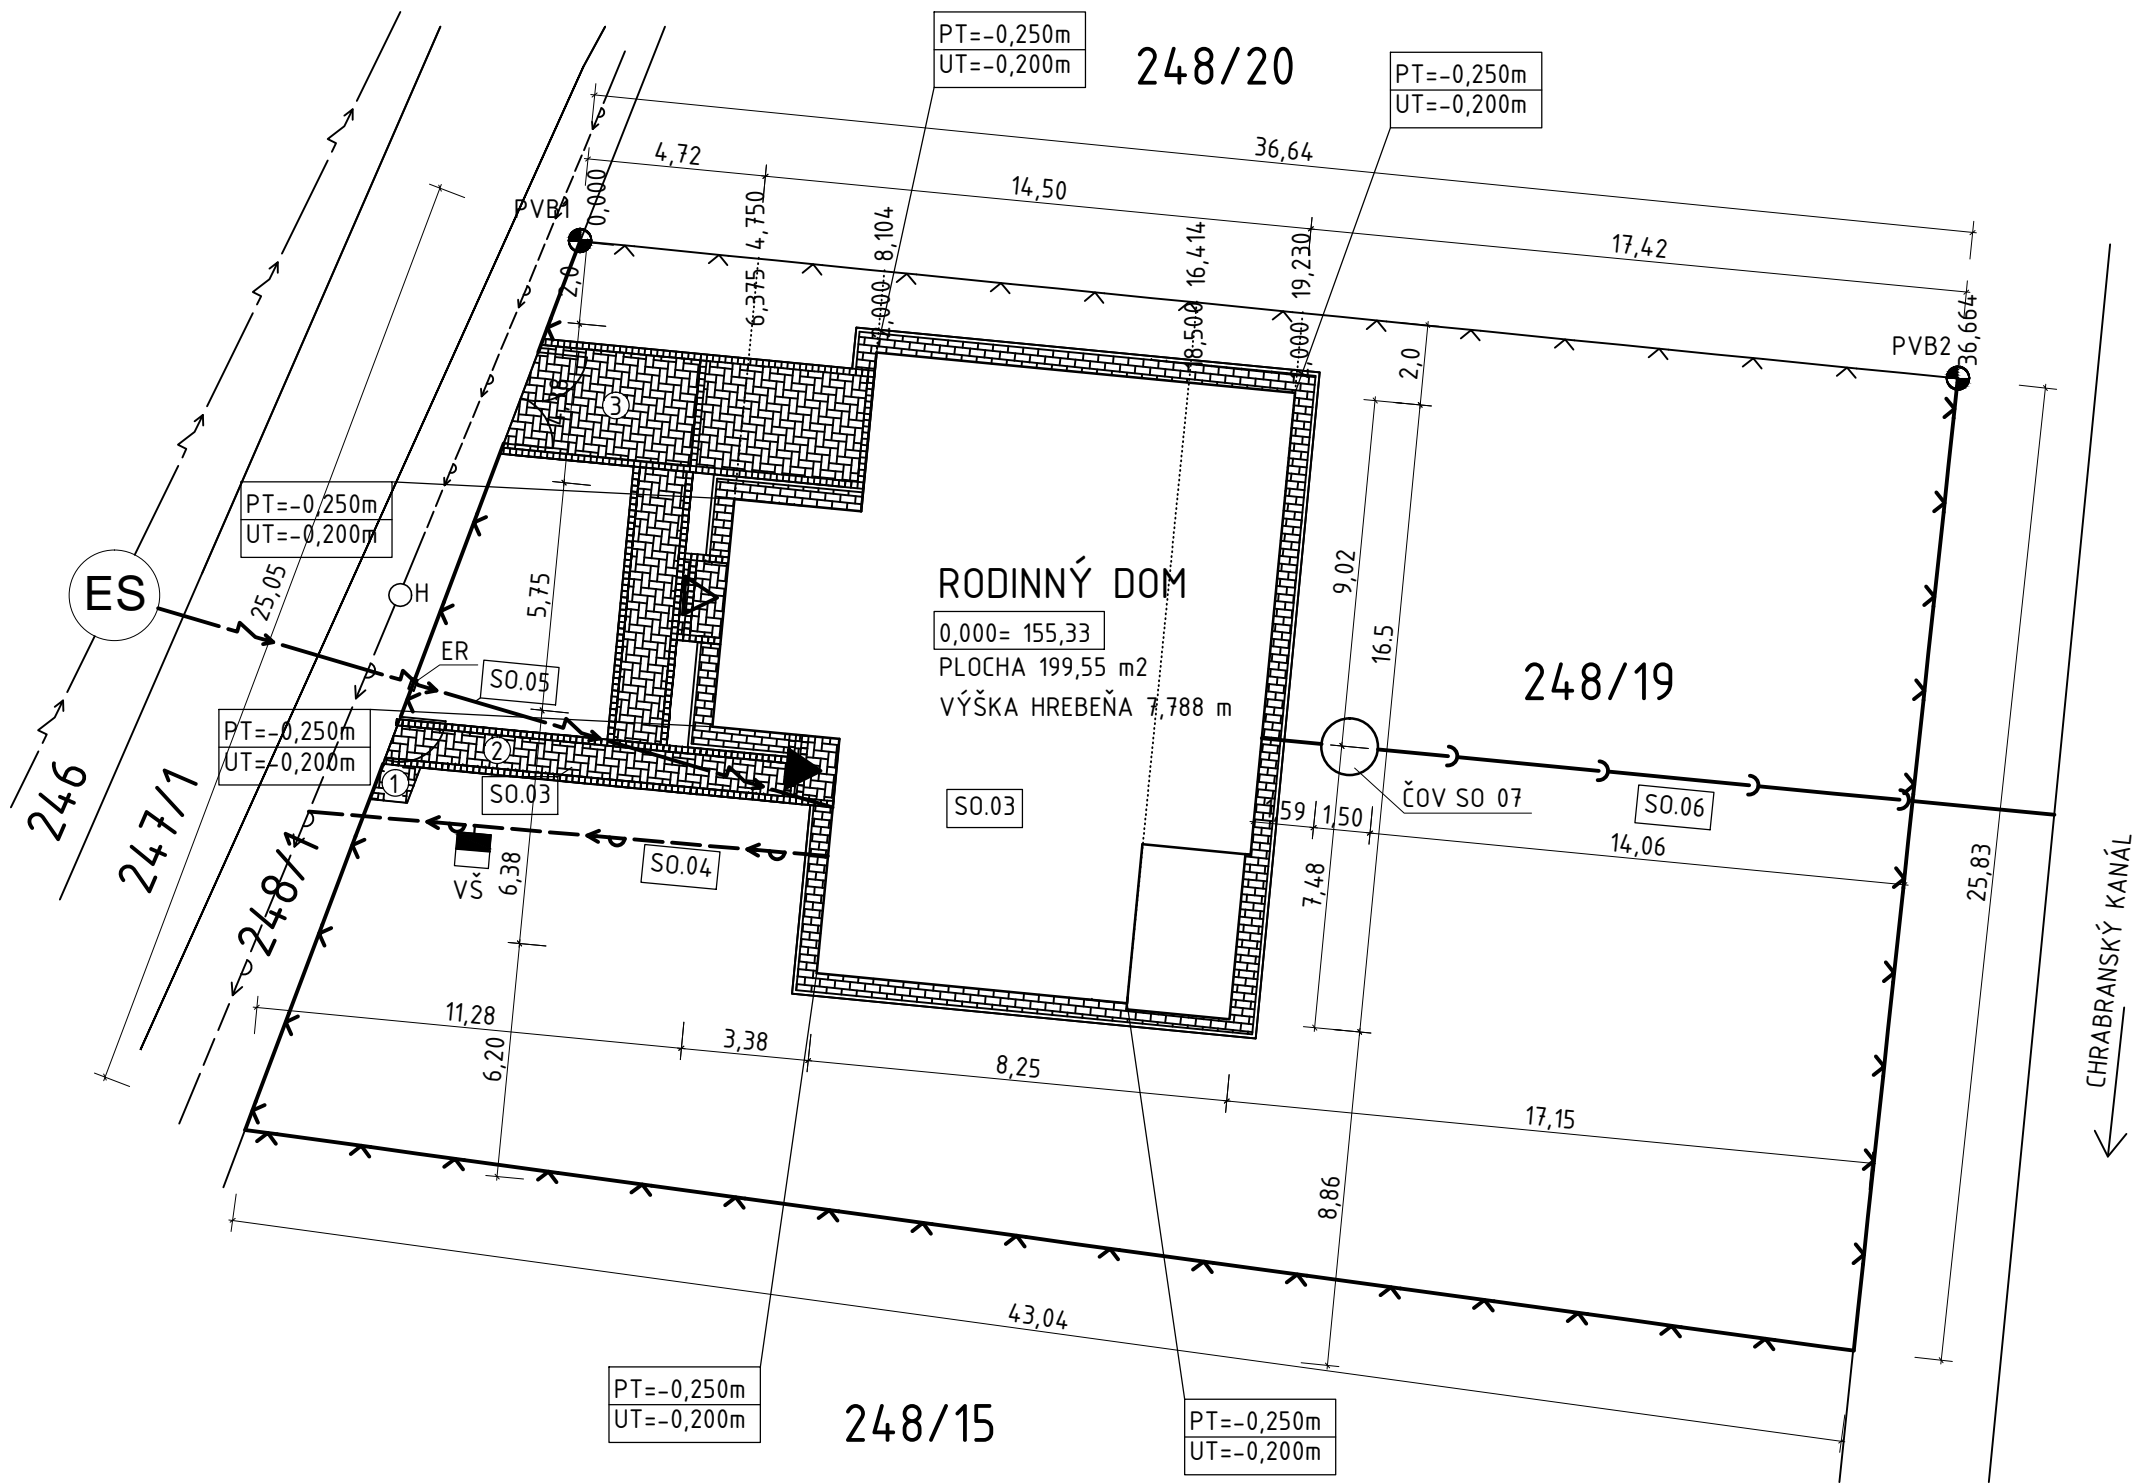 PT=-0,250m
UT=-0,200m
248/20
PT=-0,250m
UT=-0,200m
36,64
4,72
14,50
17,42
PVB1
0,000
2,0
6,375 4,750
8,104
18,500 16,414
19,230
36,664
PVB2
2,0
3
PT=-0,250m
UT=-0,200m
ES
25,05
H
5,75
ER
SO.05
RODINNÝ DOM
0,000= 155,33
PLOCHA 199,55 m2
VÝŠKA HREBEŇA 7,788 m
9,02
16.5
248/19
PT=-0,250m
UT=-0,200m
2
1
SO.03
SO.03
ČOV SO 07
SO.06
1,50
14,06
246
247/1
248/1
VŠ
6,38
SO.04
7,48
25,83
CHRABRANSKÝ KANÁL
11,28
3,38
8,25
17,15
6,20
8,86
43,04
PT=-0,250m
UT=-0,200m
248/15
PT=-0,250m
UT=-0,200m